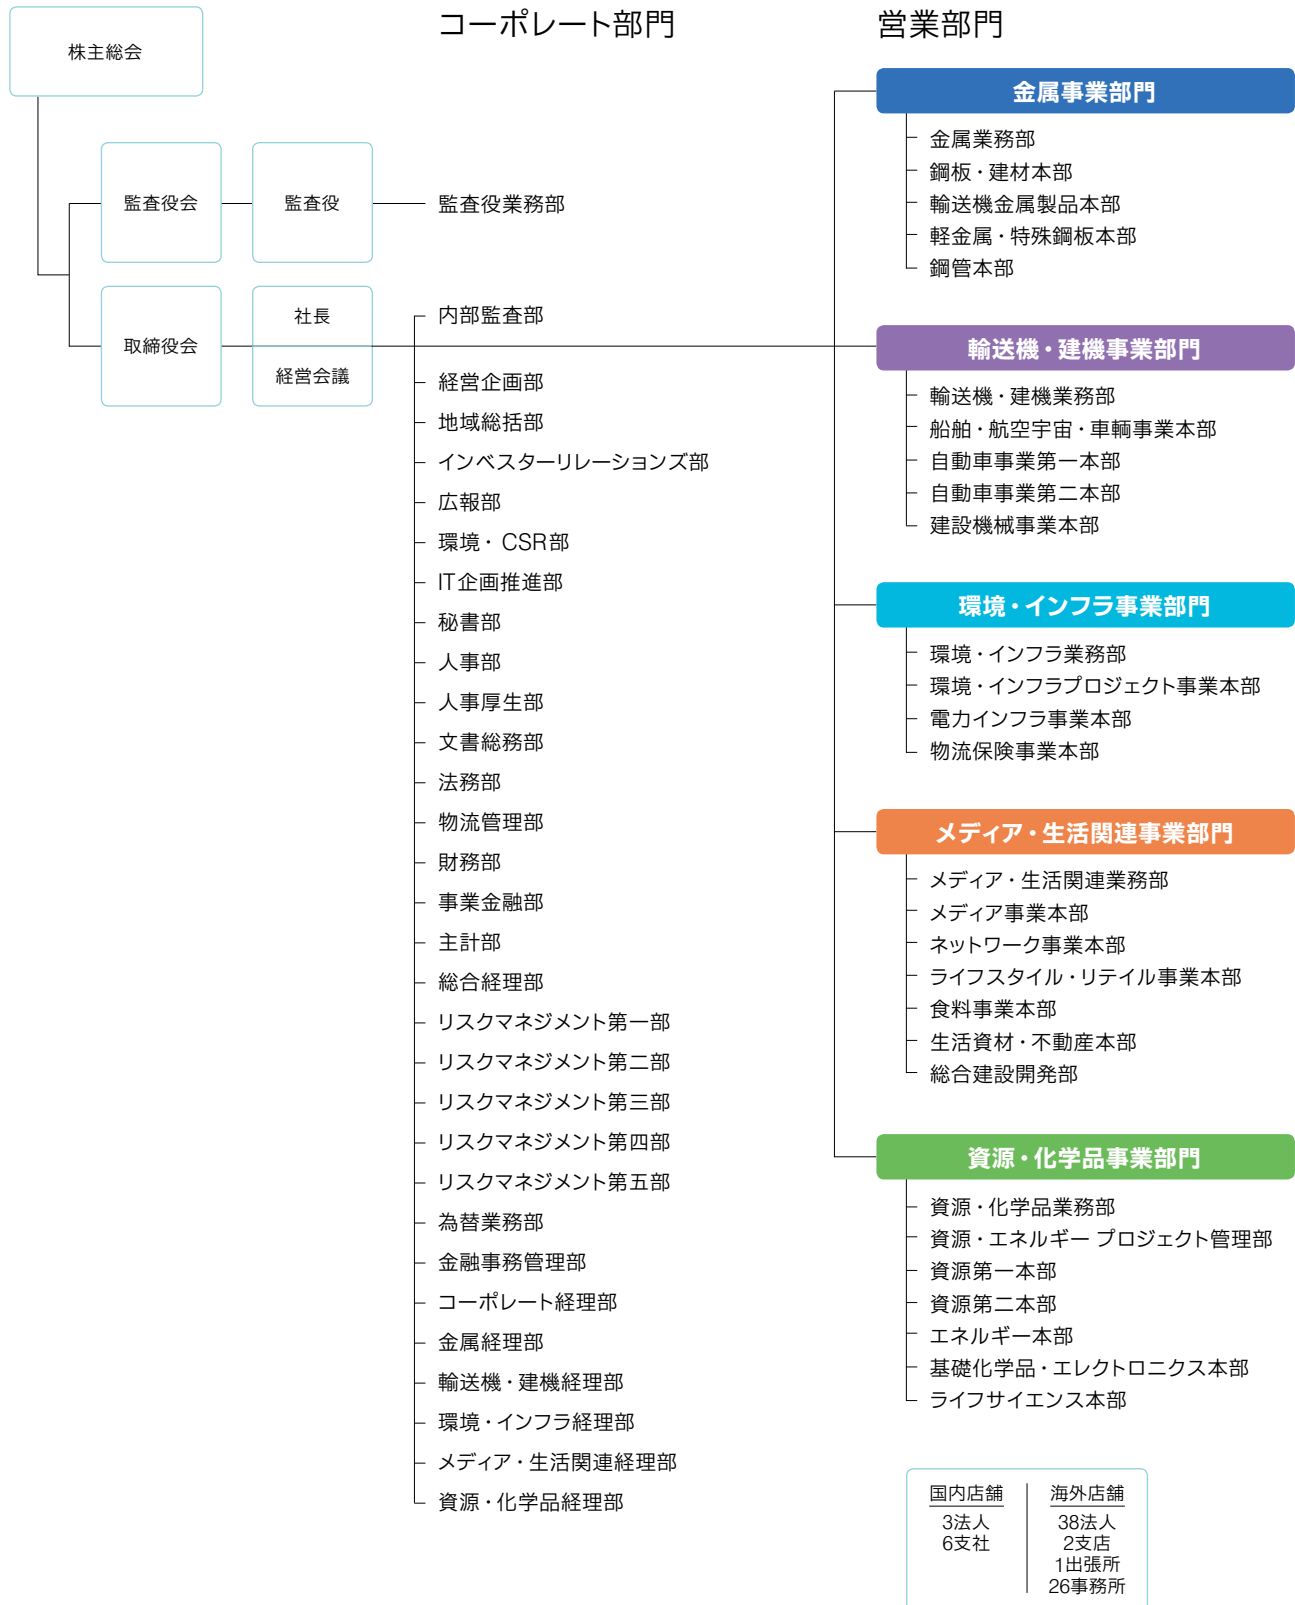 コーポレート部門
営業部門
株主総会
監査役会
監査役
監査役業務部
取締役会
社長
経営会議
内部監査部
経営企画部
地域総括部
インベスターリレーションズ部
広報部
環境・CSR部
IT企画推進部
秘書部
人事部
人事厚生部
文書総務部
法務部
物流管理部
財務部
事業金融部
主計部
総合経理部
リスクマネジメント第一部
リスクマネジメント第二部
リスクマネジメント第三部
リスクマネジメント第四部
リスクマネジメント第五部
為替業務部
金融事務管理部
コーポレート経理部
金属経理部
輸送機・建機経理部
環境・インフラ経理部
メディア・生活関連経理部
資源・化学品経理部
金属事業部門
金属業務部
鋼板・建材本部
輸送機金属製品本部
軽金属・特殊鋼板本部
鋼管本部
輸送機・建機事業部門
輸送機・建機業務部
船舶・航空宇宙・車輌事業本部
自動車事業第一本部
自動車事業第二本部
建設機械事業本部
環境・インフラ事業部門
環境・インフラ業務部
環境・インフラプロジェクト事業本部
電力インフラ事業本部
物流保険事業本部
メディア・生活関連事業部門
メディア・生活関連業務部
メディア事業本部
ネットワーク事業本部
ライフスタイル・リテイル事業本部
食料事業本部
生活資材・不動産本部
総合建設開発部
資源・化学品事業部門
資源・化学品業務部
資源・エネルギー プロジェクト管理部
資源第一本部
資源第二本部
エネルギー本部
基礎化学品・エレクトロニクス本部
ライフサイエンス本部
国内店舗
3法人
6支社
海外店舗
38法人
2支店
1出張所
26事務所